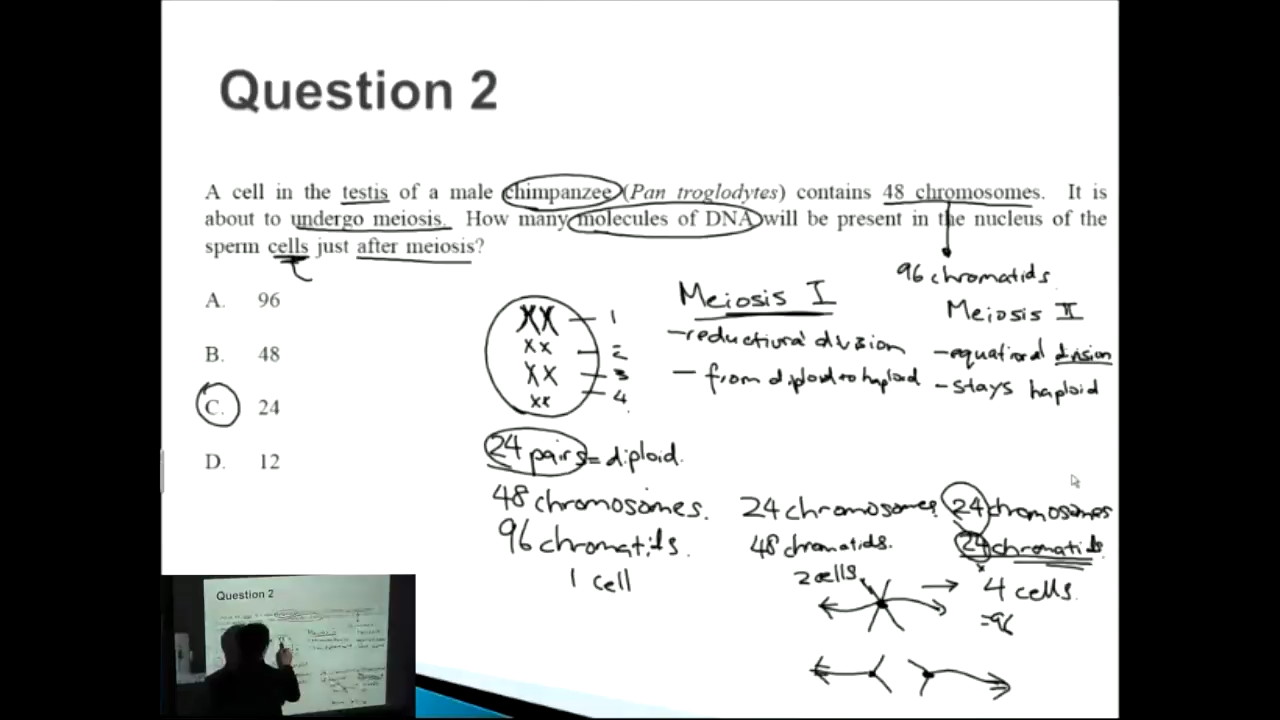 Question 2
A cell in the testis of a male chimpanzee (Pan troglodytes) contains 48 chromosomes. It is
about to undergo meiosis. How many molecules of DNA will be present in the nucleus of the
sperm cells just after meiosis?
96 chromatids
A. 96
B. 48
C. 24
D. 12
1
2
3
4
Meiosis I
-reductional division
- from diploid to haploid
Meiosis II
-equational division
-stays haploid
24 pairs = diploid.
48 chromosomes.
96 chromatids.
1 cell
24 chromosomes.
48 chromatids.
2 cells
24 chromosomes
24 chromatids
4 cells.
=96
Question 2